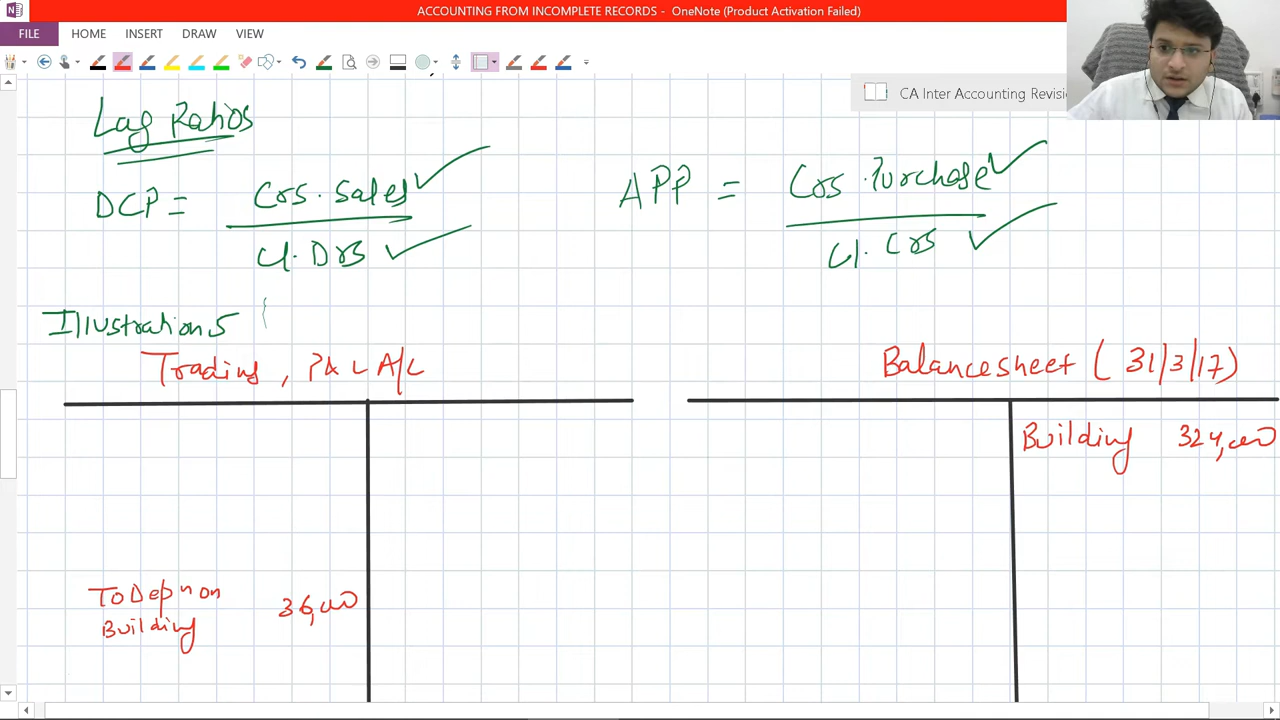 ACCOUNTING FROM INCOMPLETE RECORDS - OneNote (Product Activation Failed)
FILE HOME INSERT DRAW VIEW
CA Inter Accounting Revisi
Lag Ratios
DCP = Crs. Sales
Cl. Drs
APP = Crs. Purchase
Cl. Crs
Illustration 5
Trading, P & L A/C
Balance sheet (31/3/17)
Building 324,000
To Depn on
Building 36,000